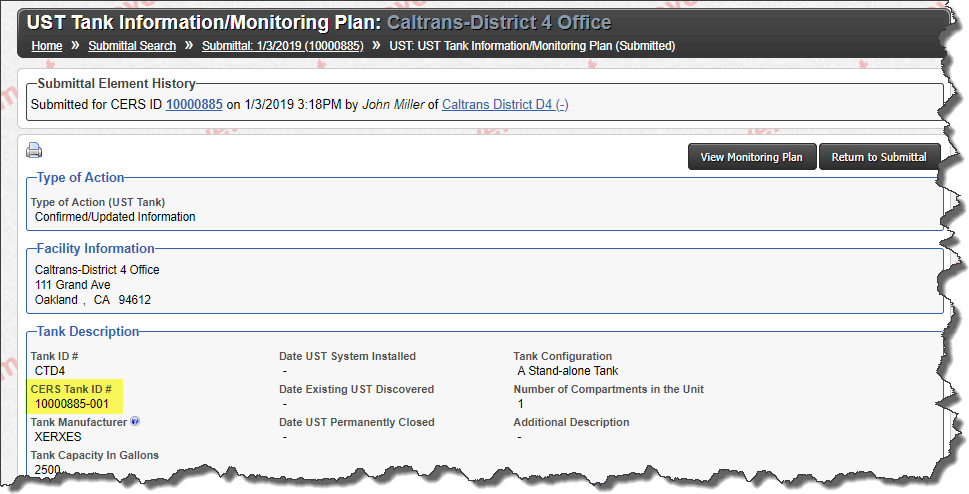 UST Tank Information/Monitoring Plan: Caltrans-District 4 Office
Home » Submittal Search » Submittal: 1/3/2019 (10000885) » UST: UST Tank Information/Monitoring Plan (Submitted)
Submittal Element History
Submitted for CERS ID 10000885 on 1/3/2019 3:18PM by John Miller of Caltrans District D4 (-)
View Monitoring Plan Return to Submittal
Type of Action
Type of Action (UST Tank)
Confirmed/Updated Information
Facility Information
Caltrans-District 4 Office
111 Grand Ave
Oakland , CA 94612
Tank Description
Tank ID # Date UST System Installed Tank Configuration
CTD4 - A Stand-alone Tank
CERS Tank ID # Date Existing UST Discovered Number of Compartments in the Unit
10000885-001 - 1
Tank Manufacturer Date UST Permanently Closed Additional Description
XERXES - -
Tank Capacity In Gallons
2500